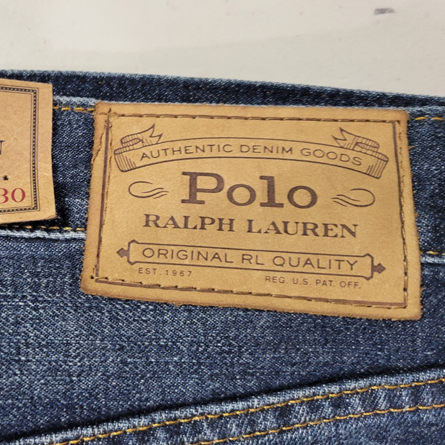 AUTHENTIC DENIM GOODS
Polo
RALPH LAUREN
ORIGINAL RL QUALITY
EST. 1967
REG. U.S. PAT. OFF.
30